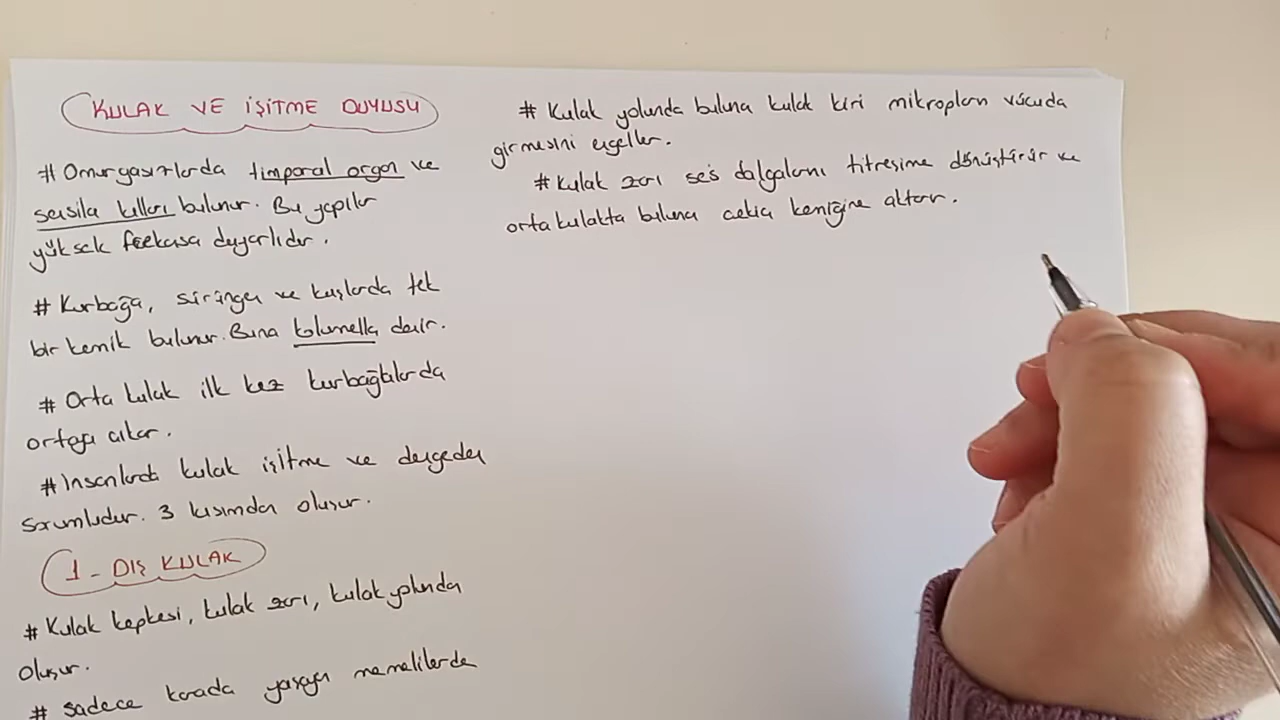 KULAK VE İŞİTME DUYUSU
# Omurgasızlarda timporal organ ve
sensila kılları bulunur. Bu yapılar
yüksek frekansa duyarlıdır.
# Kurbağa, sürüngen ve kuşlarda tek
bir kemik bulunur. Buna kolumella denir.
# Orta kulak ilk kez kurbağalarda
ortaya çıkar.
# İnsanlarda kulak işitme ve dengeden
sorumludur. 3 kısımdan oluşur.
1 - DIŞ KULAK
# Kulak kepçesi, kulak zarı, kulak yolundan
oluşur.
# Sadece karada yaşayan memelilerde
# Kulak yolunda buluna kulak kiri mikropları vücuda
girmesini engeller.
# Kulak zarı ses dalgalarını titreşime dönüştürür ve
orta kulakta buluna çekiç kemiğine aktarır.